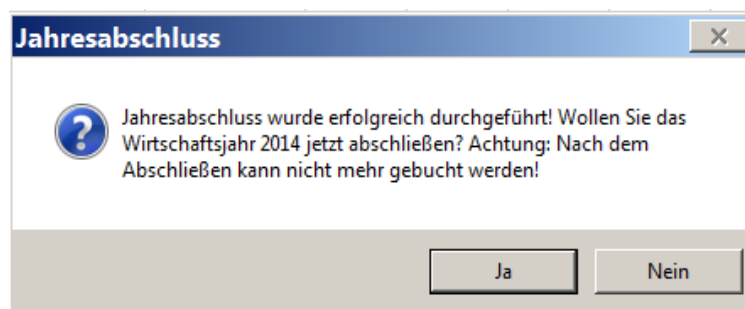 Jahresabschluss
Jahresabschluss wurde erfolgreich durchgeführt! Wollen Sie das
Wirtschaftsjahr 2014 jetzt abschließen? Achtung: Nach dem
Abschließen kann nicht mehr gebucht werden!
Ja
Nein